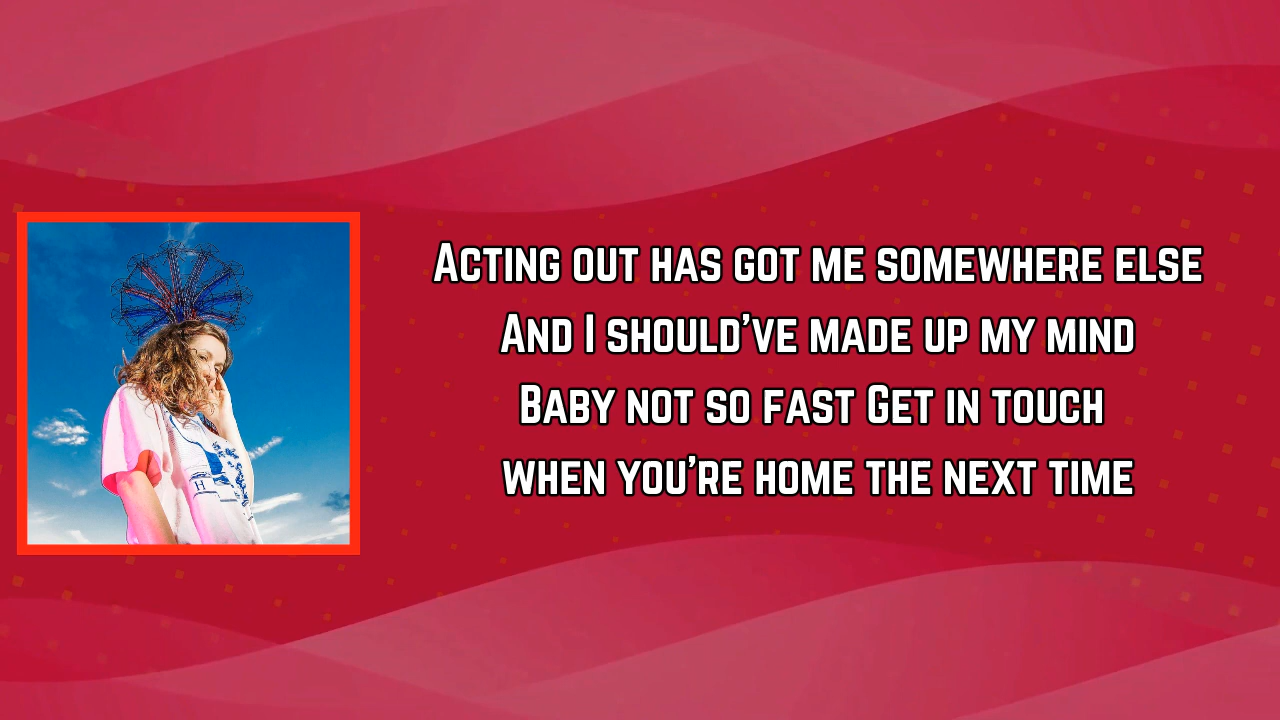 Acting out has got me somewhere else
And I should've made up my mind
Baby not so fast Get in touch
when you're home the next time
H